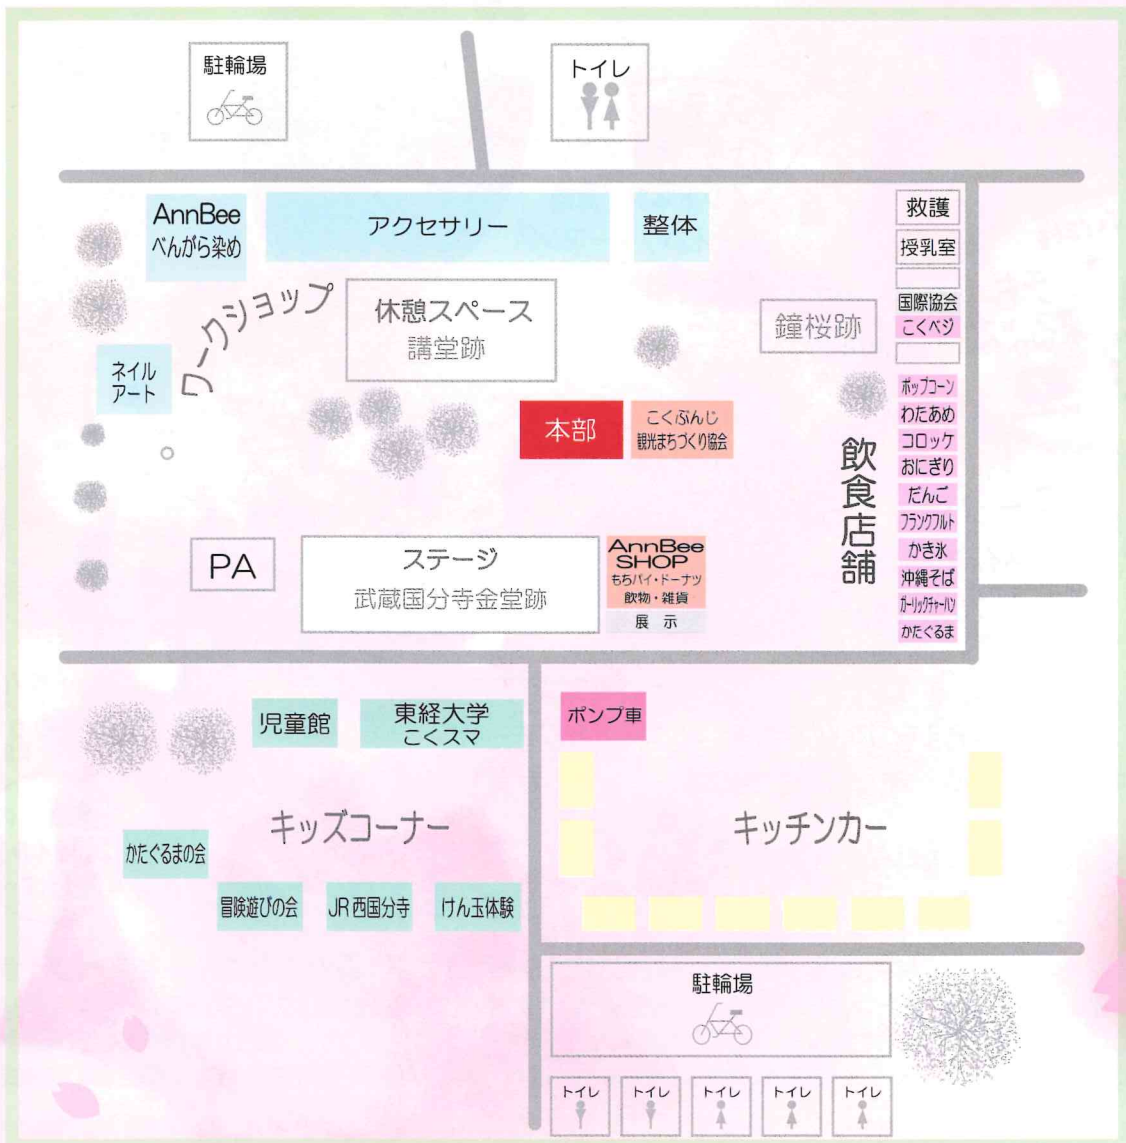 駐輪場
トイレ
AnnBee
べんがら染め
アクセサリー
整体
救護
授乳室
国際協会
こくベジ
ワークショップ
休憩スペース
講堂跡
鐘桜跡
ネイル
アート
本部
こくぶんじ
観光まちづくり協会
飲食店舗
ポップコーン
わたあめ
コロッケ
おにぎり
だんご
フランクフルト
かき氷
沖縄そば
ガーリックチャーハン
かたぐるま
PA
ステージ
武蔵国分寺金堂跡
AnnBee
SHOP
もちパイ・ドーナツ
飲物・雑貨
展 示
児童館
東経大学
こくスマ
キッズコーナー
かたぐるまの会
冒険遊びの会
JR西国分寺
けん玉体験
ポンプ車
キッチンカー
駐輪場
トイレ
トイレ
トイレ
トイレ
トイレ